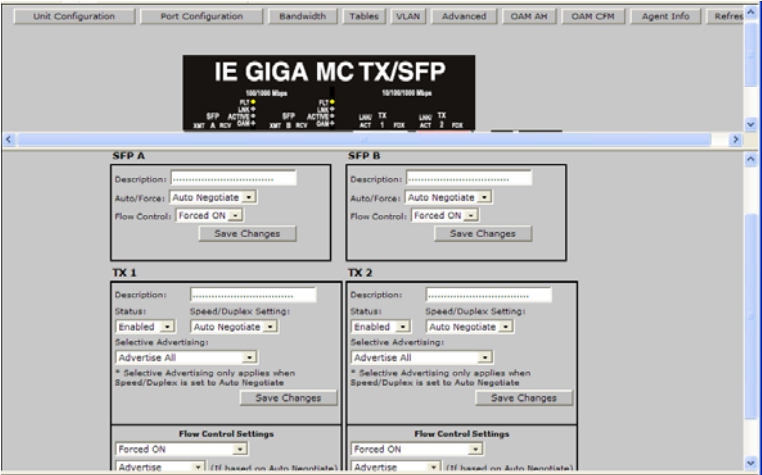 Unit Configuration Port Configuration Bandwidth Tables VLAN Advanced OAM AH OAM CFM Agent Info Refres
IE GIGA MC TX/SFP
100/1000 Mbps 10/100/1000 Mbps
FLT FLT
LNK LNK
SFP ACTIVE SFP ACTIVE LNK/ TX LNK/ TX
XMT A RCV OAM XMT B RCV OAM ACT 1 FDX ACT 2 FDX
SFP A SFP B
Description: ................................ Description: ................................
Auto/Force: Auto Negotiate Auto/Force: Auto Negotiate
Flow Control: Forced ON Flow Control: Forced ON
Save Changes Save Changes
TX 1 TX 2
Description: ................................ Description: ................................
Status: Speed/Duplex Setting: Status: Speed/Duplex Setting:
Enabled Auto Negotiate Enabled Auto Negotiate
Selective Advertising: Selective Advertising:
Advertise All Advertise All
* Selective Advertising only applies when * Selective Advertising only applies when
Speed/Duplex is set to Auto Negotiate Speed/Duplex is set to Auto Negotiate
Save Changes Save Changes
Flow Control Settings Flow Control Settings
Forced ON Forced ON
Advertise (If based on Auto Negotiate) Advertise (If based on Auto Negotiate)